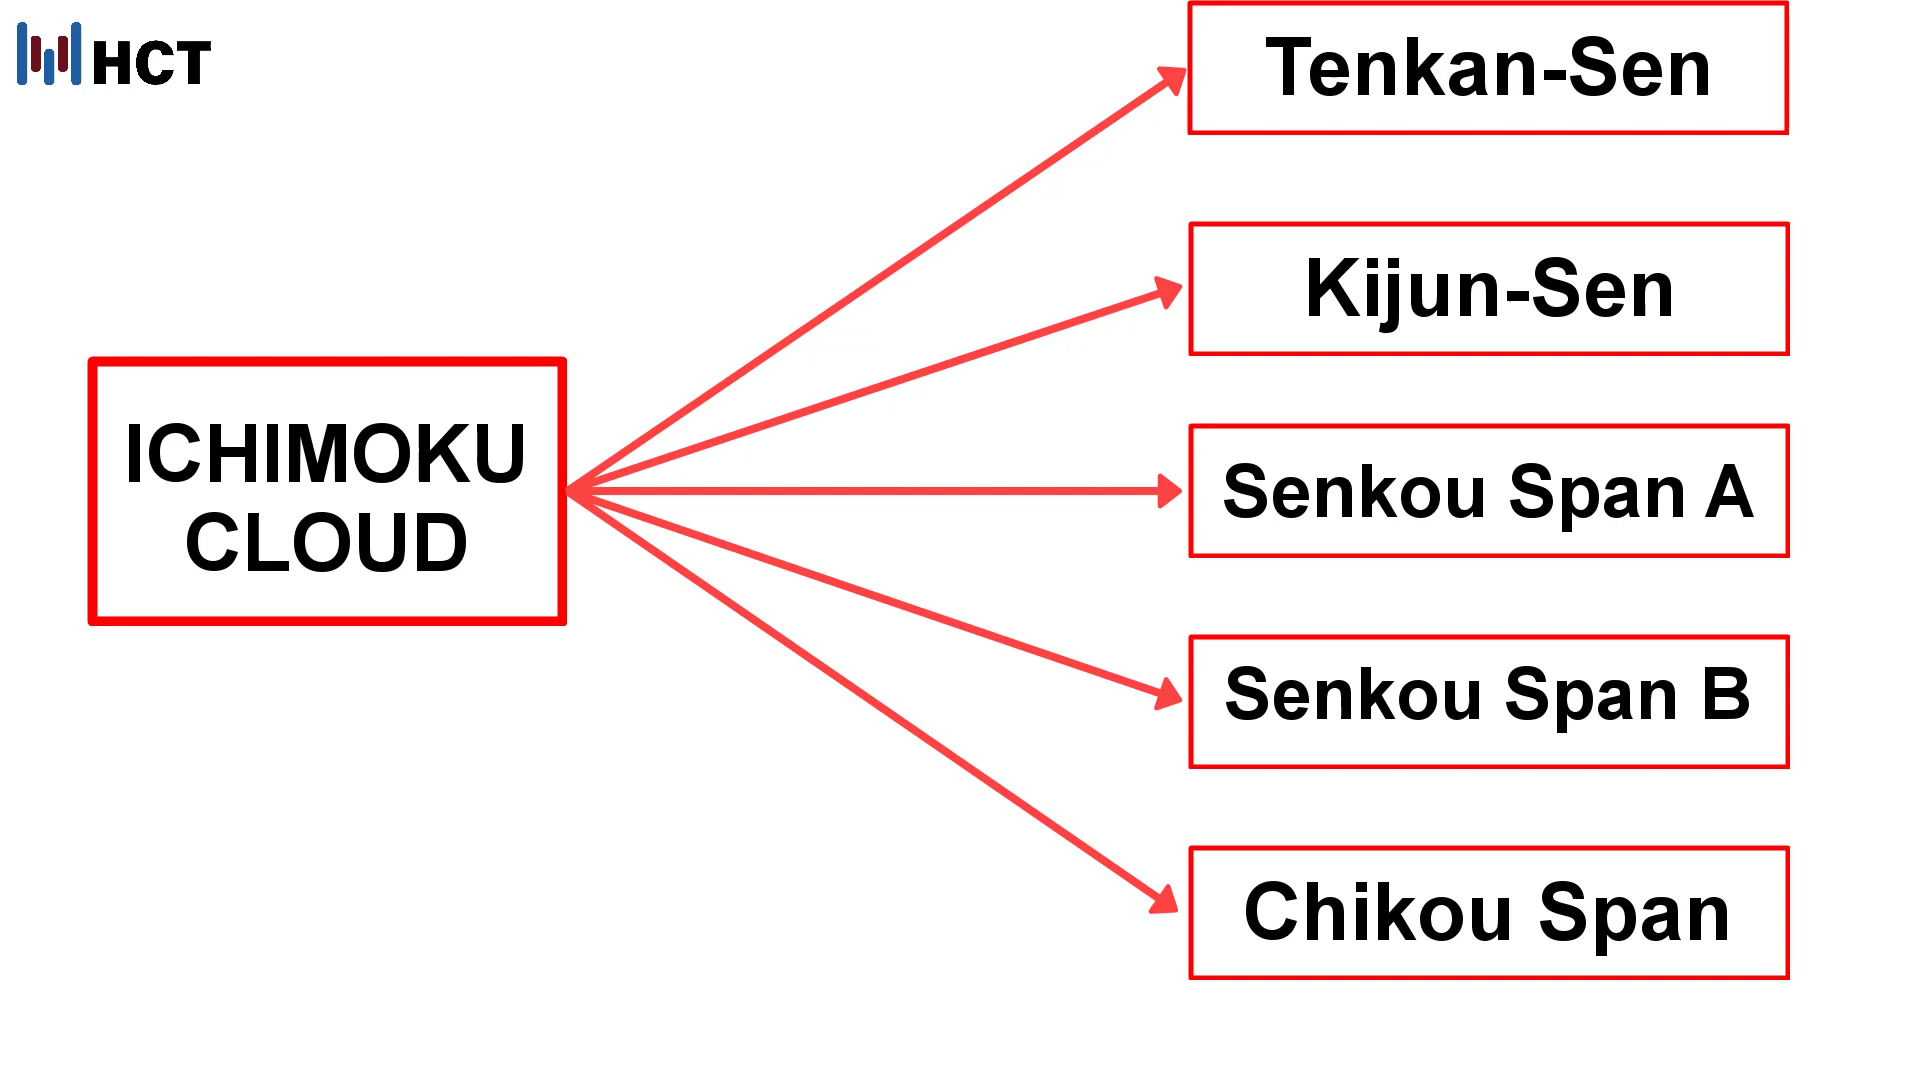 HCT
Tenkan-Sen
Kijun-Sen
ICHIMOKU
CLOUD
Senkou Span A
Senkou Span B
Chikou Span